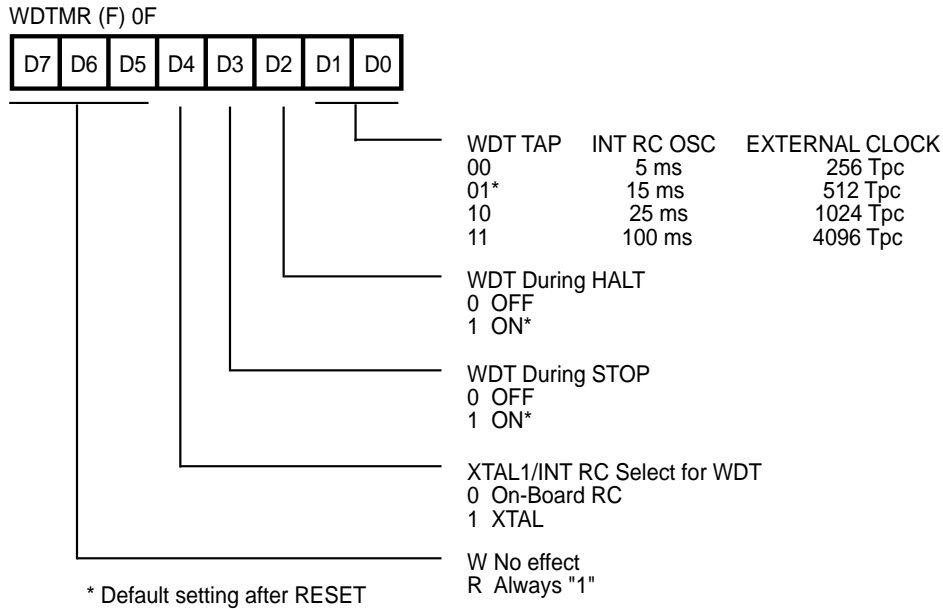 WDTMR (F) 0F
D7 D6 D5 D4 D3 D2 D1 D0
WDT TAP INT RC OSC EXTERNAL CLOCK
00 5 ms 256 Tpc
01* 15 ms 512 Tpc
10 25 ms 1024 Tpc
11 100 ms 4096 Tpc
WDT During HALT
0 OFF
1 ON*
WDT During STOP
0 OFF
1 ON*
XTAL1/INT RC Select for WDT
0 On-Board RC
1 XTAL
W No effect
R Always "1"
* Default setting after RESET